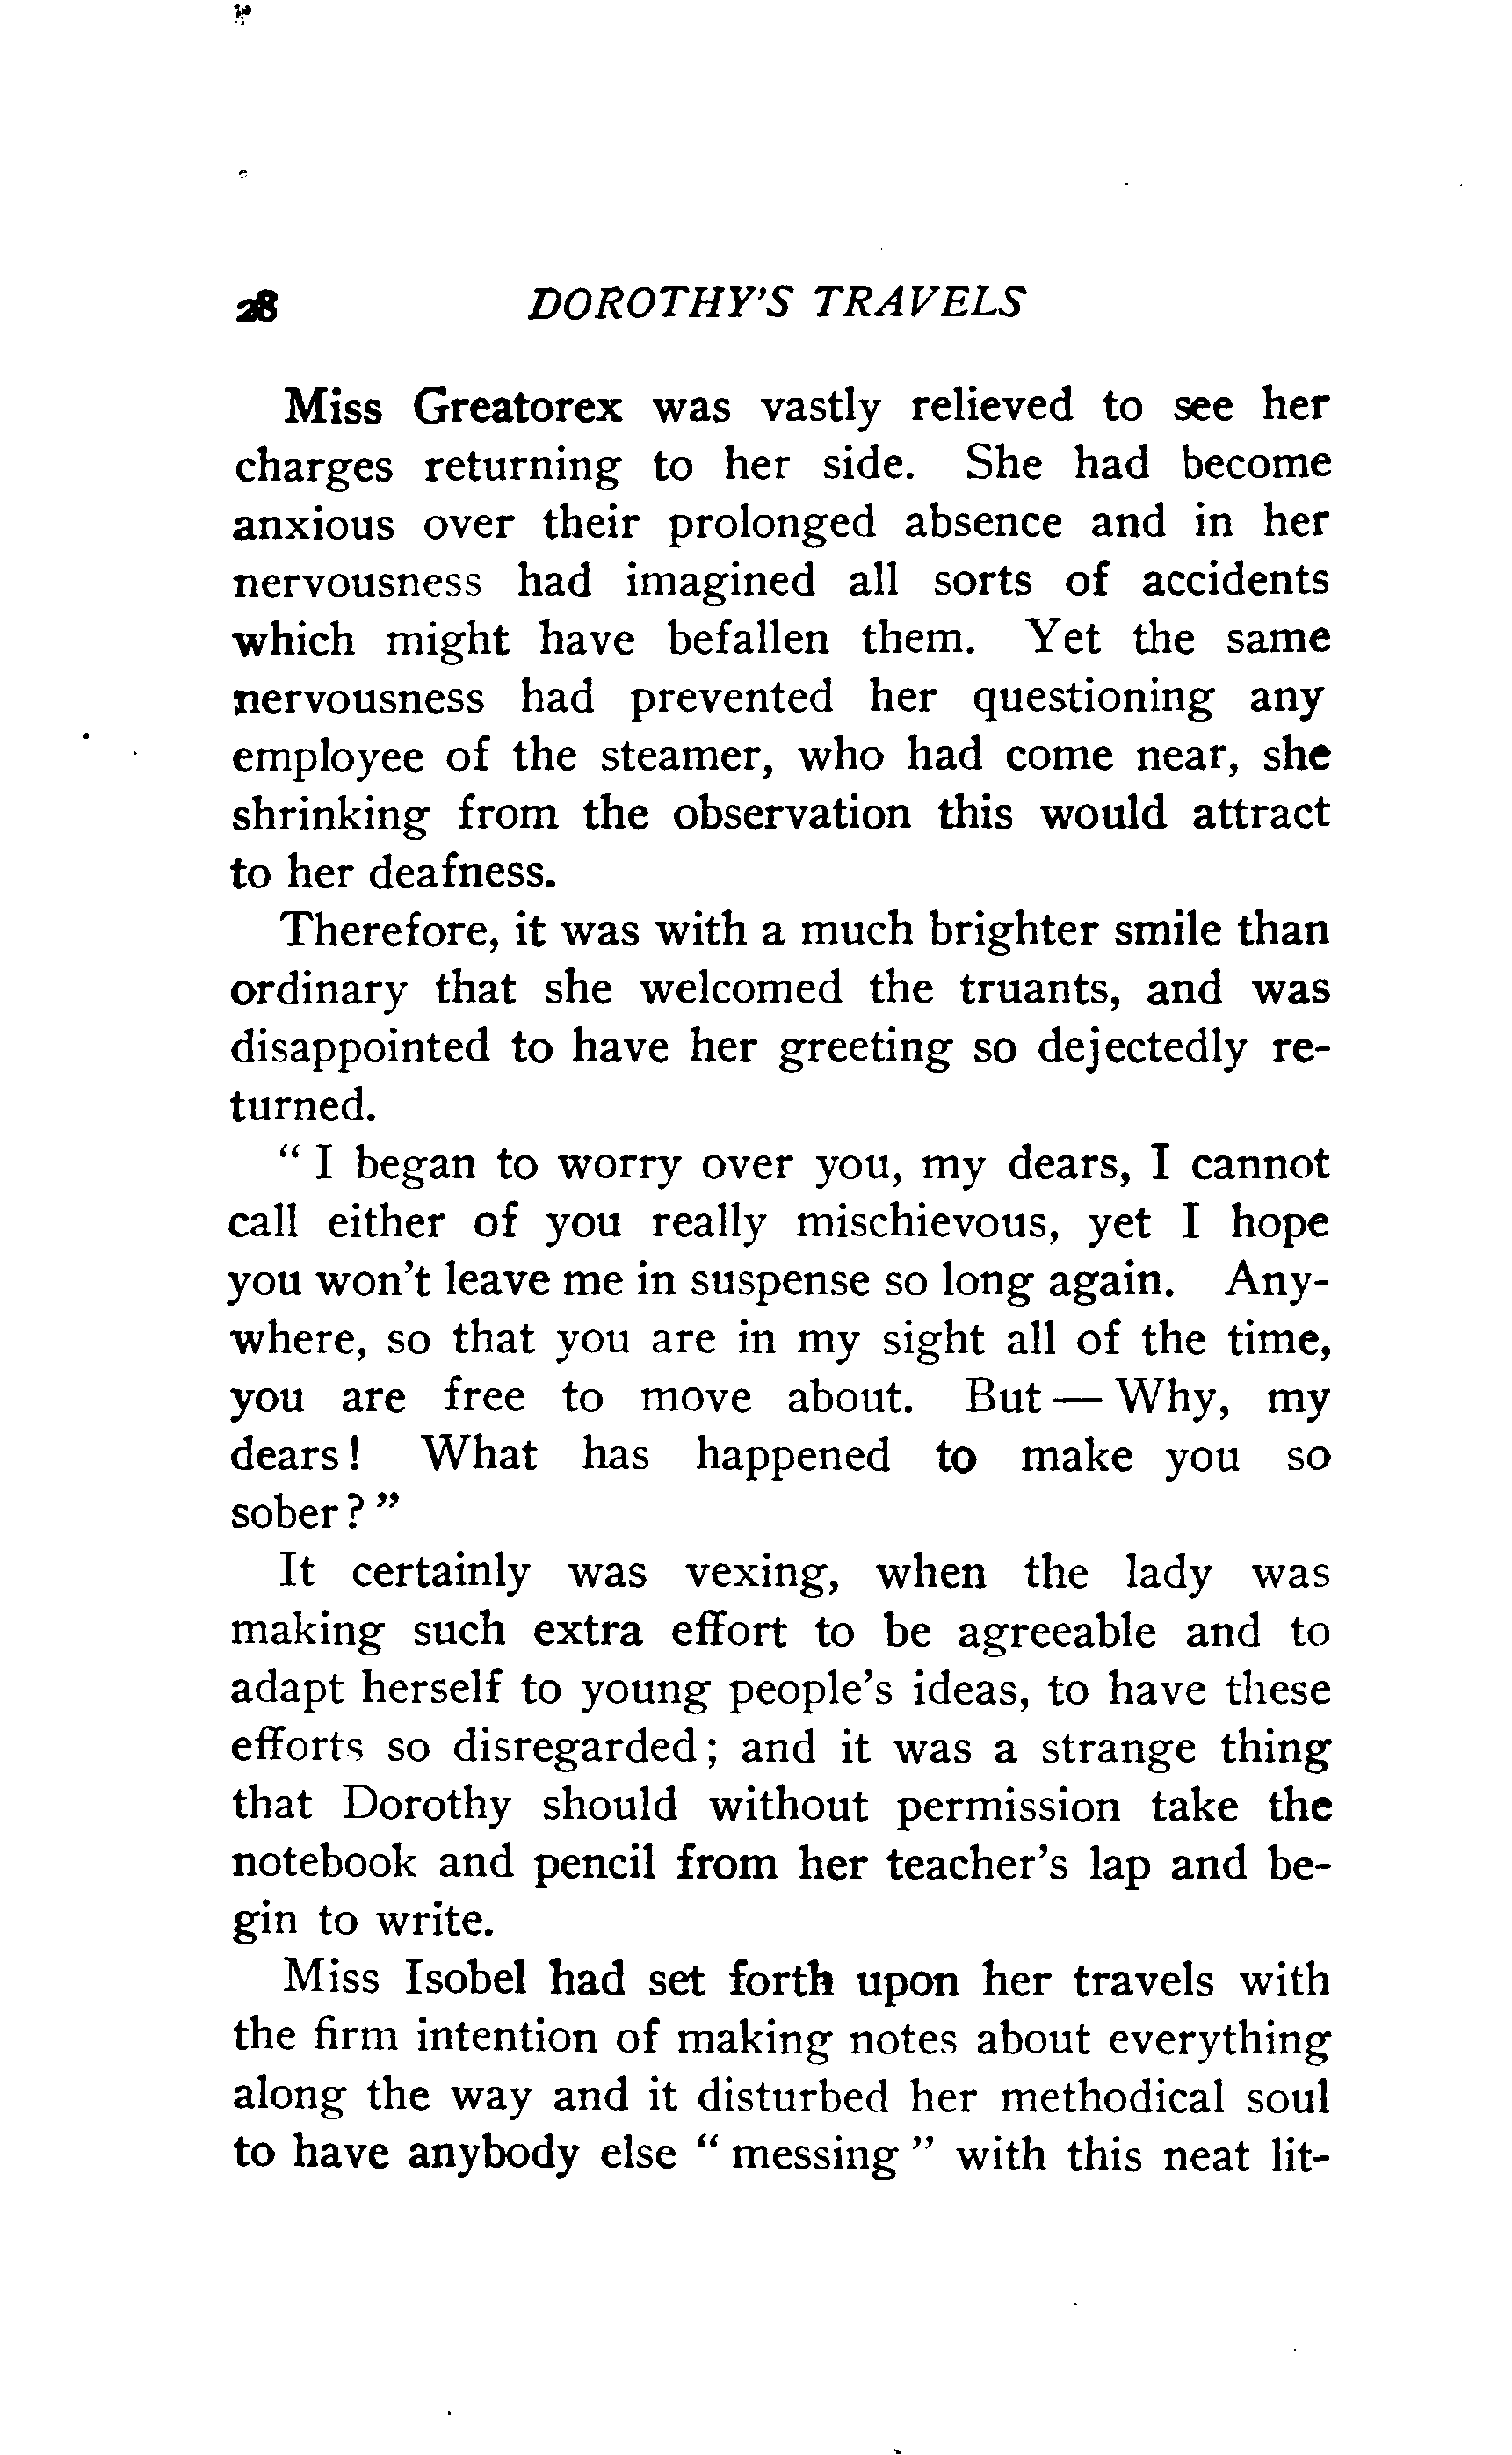 28 DOROTHY'S TRAVELS
Miss Greatorex was vastly relieved to see her
charges returning to her side. She had become
anxious over their prolonged absence and in her
nervousness had imagined all sorts of accidents
which might have befallen them. Yet the same
nervousness had prevented her questioning any
employee of the steamer, who had come near, she
shrinking from the observation this would attract
to her deafness.
Therefore, it was with a much brighter smile than
ordinary that she welcomed the truants, and was
disappointed to have her greeting so dejectedly re-
turned.
" I began to worry over you, my dears, I cannot
call either of you really mischievous, yet I hope
you won't leave me in suspense so long again. Any-
where, so that you are in my sight all of the time,
you are free to move about. But — Why, my
dears! What has happened to make you so
sober? "
It certainly was vexing, when the lady was
making such extra effort to be agreeable and to
adapt herself to young people's ideas, to have these
efforts so disregarded; and it was a strange thing
that Dorothy should without permission take the
notebook and pencil from her teacher's lap and be-
gin to write.
Miss Isobel had set forth upon her travels with
the firm intention of making notes about everything
along the way and it disturbed her methodical soul
to have anybody else " messing " with this neat lit-